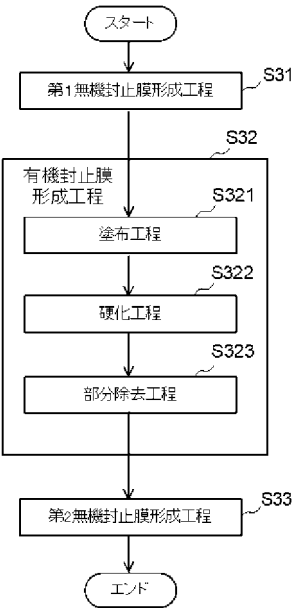 スタート
S31
第1無機封止膜形成工程
S32
有機封止膜
形成工程
S321
塗布工程
S322
硬化工程
S323
部分除去工程
S33
第2無機封止膜形成工程
エンド